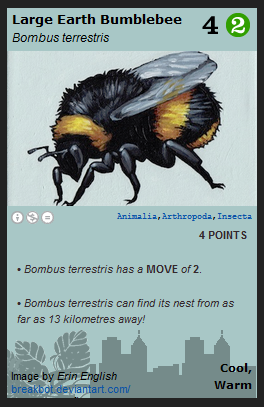 Large Earth Bumblebee
Bombus terrestris
4 2
Animalia,Arthropoda,Insecta
4 POINTS
• Bombus terrestris has a MOVE of 2.
• Bombus terrestris can find its nest from as
far as 13 kilometres away!
Cool,
Warm
Image by Erin English
breakbot.deviantart.com/